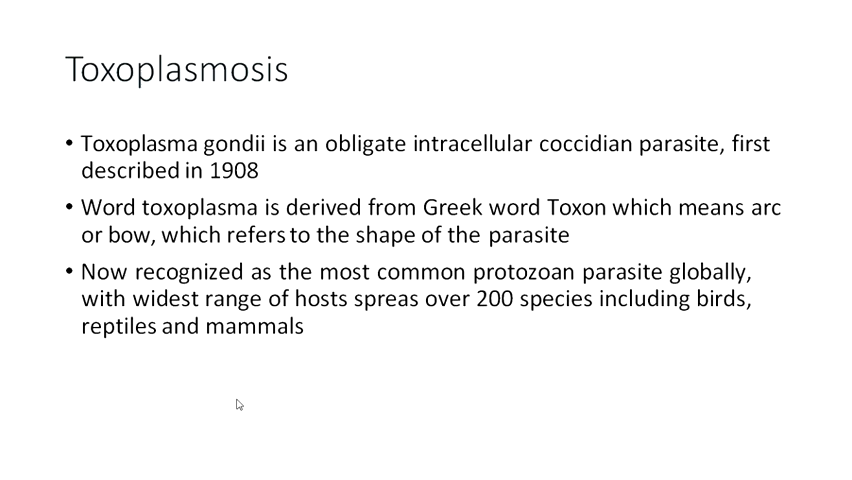 Toxoplasmosis
• Toxoplasma gondii is an obligate intracellular coccidian parasite, first
described in 1908
• Word toxoplasma is derived from Greek word Toxon which means arc
or bow, which refers to the shape of the parasite
• Now recognized as the most common protozoan parasite globally,
with widest range of hosts spreas over 200 species including birds,
reptiles and mammals